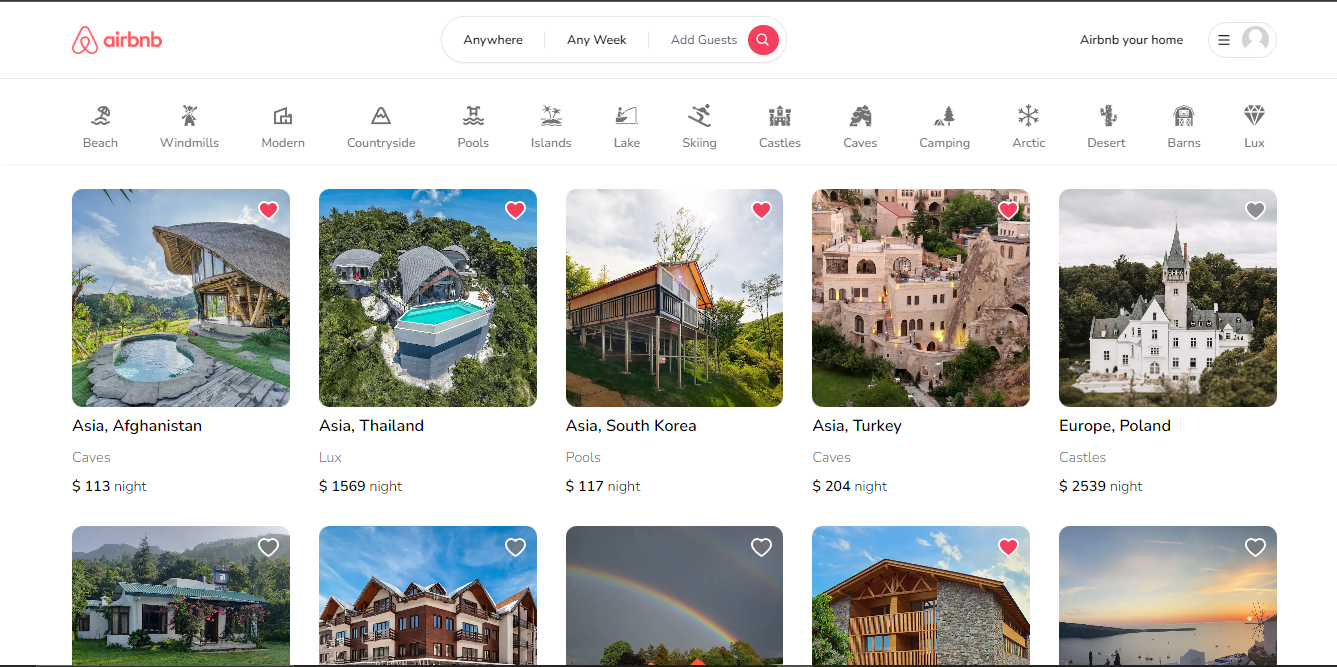 airbnb
Anywhere
Any Week
Add Guests
Airbnb your home
Beach
Windmills
Modern
Countryside
Pools
Islands
Lake
Skiing
Castles
Caves
Camping
Arctic
Desert
Barns
Lux
Asia, Afghanistan
Caves
$ 113 night
Asia, Thailand
Lux
$ 1569 night
Asia, South Korea
Pools
$ 117 night
Asia, Turkey
Caves
$ 204 night
Europe, Poland
Castles
$ 2539 night